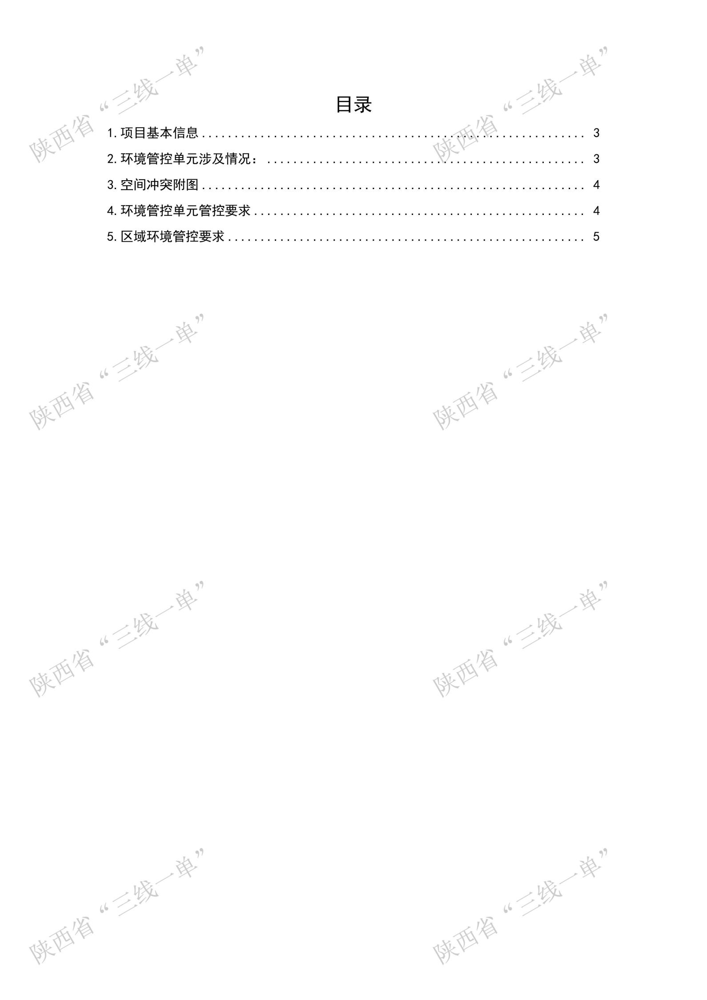 目录
1.项目基本信息........................................................... 3
2.环境管控单元涉及情况：................................................. 3
3.空间冲突附图........................................................... 4
4.环境管控单元管控要求................................................... 4
5.区域环境管控要求....................................................... 5
陕西省“三线一单”
陕西省“三线一单”
陕西省“三线一单”
陕西省“三线一单”
陕西省“三线一单”
陕西省“三线一单”
陕西省“三线一单”
陕西省“三线一单”